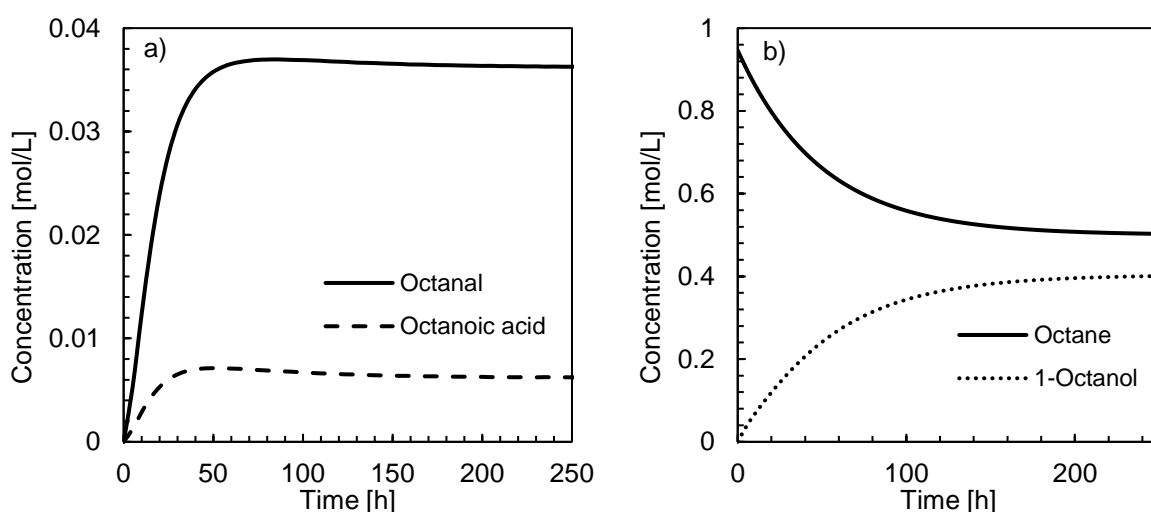 a)
Concentration [mol/L]
0.04
0.03
0.02
0.01
0
Octanal
Octanoic acid
0 50 100 150 200 250
Time [h]
b)
Concentration [mol/L]
1
0.8
0.6
0.4
0.2
0
Octane
1-Octanol
0 100 200
Time [h]